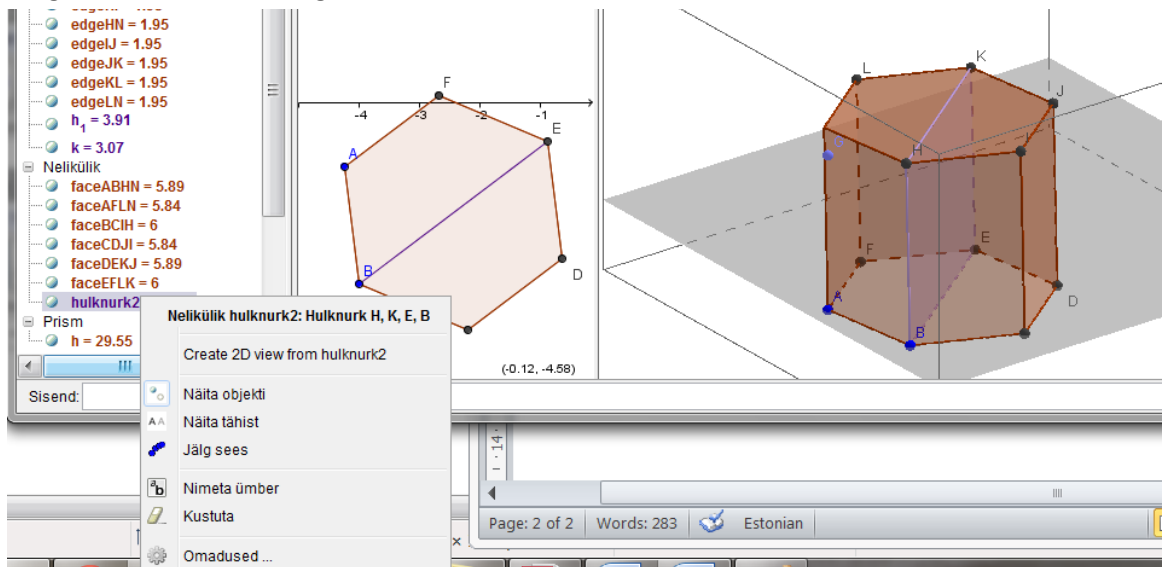 edgeHN = 1.95
edgeIJ = 1.95
edgeJK = 1.95
edgeKL = 1.95
edgeLN = 1.95
h1 = 3.91
k = 3.07
Nelikülik
faceABHN = 5.89
faceAFLN = 5.84
faceBCIH = 6
faceCDJI = 5.84
faceDEKJ = 5.89
faceEFLK = 6
hulknurk2
Prism
h = 29.55
Sisend:
Nelikülik hulknurk2: Hulknurk H, K, E, B
Create 2D view from hulknurk2
Näita objekti
AA Näita tähist
Jälg sees
ab Nimeta ümber
Kustuta
Omadused ...
F
-4 -3 -2 -1
E
A
B
D
(-0.12, -4.58)
K
L
J
G
H
I
F
E
A
D
B
14
Page: 2 of 2 Words: 283 Estonian